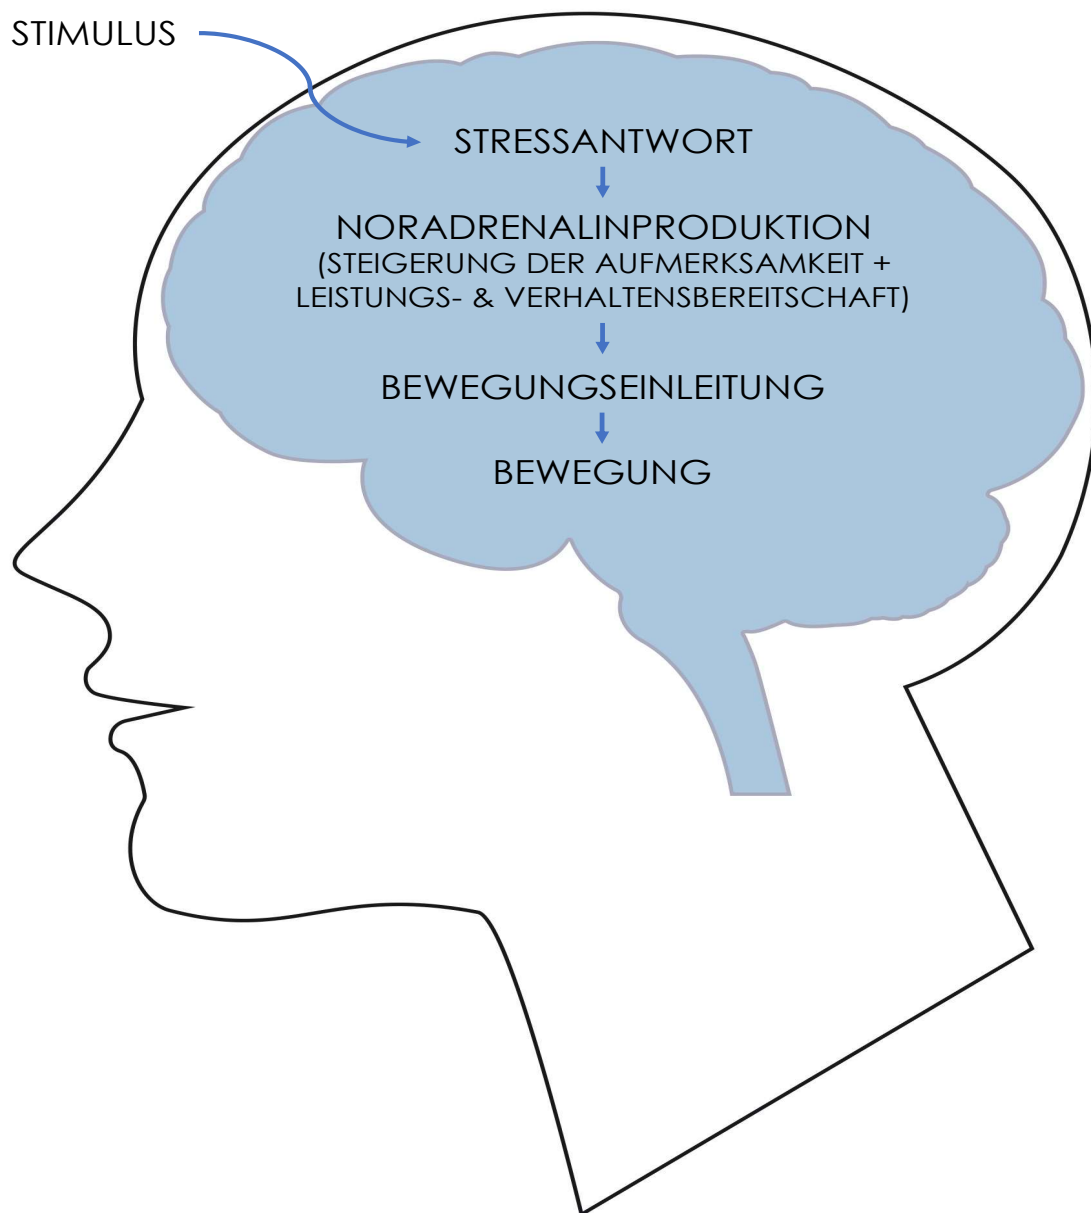 STIMULUS
STRESSANTWORT
NORADRENALINPRODUKTION
(STEIGERUNG DER AUFMERKSAMKEIT +
LEISTUNGS- & VERHALTENSBEREITSCHAFT)
BEWEGUNGSEINLEITUNG
BEWEGUNG